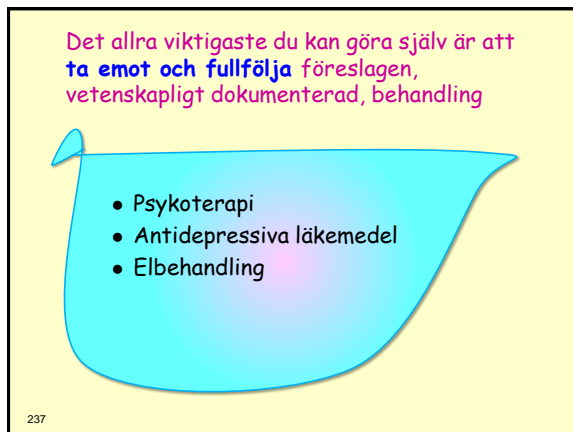 Det allra viktigaste du kan göra själv är att
ta emot och fullfölja föreslagen,
vetenskapligt dokumenterad, behandling
● Psykoterapi
● Antidepressiva läkemedel
● Elbehandling
237